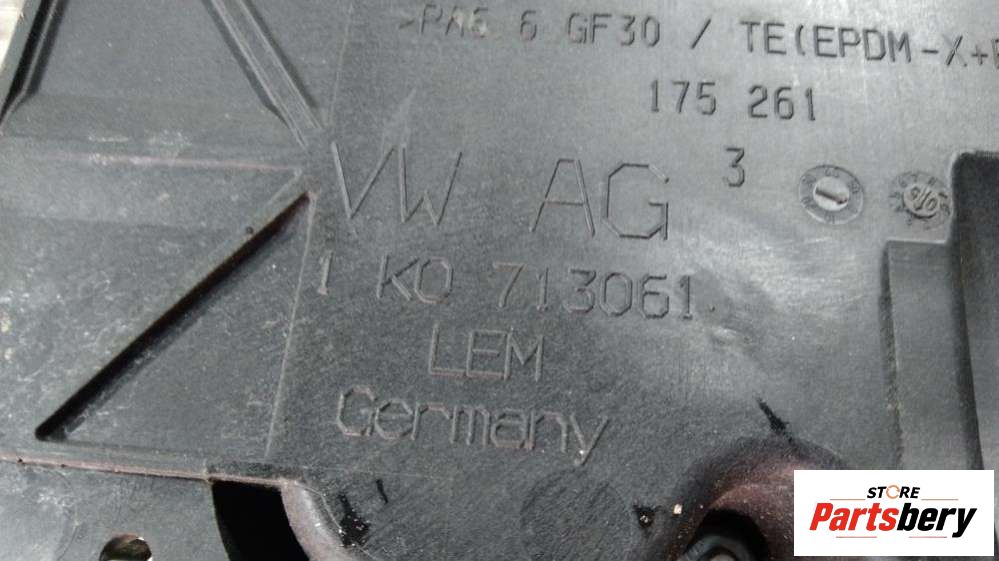 >PA6 6 GF30 / TE(EPDM-X+
175 261
VW AG 3
1 K0 713061
LEM
Germany
STORE
Partsbery